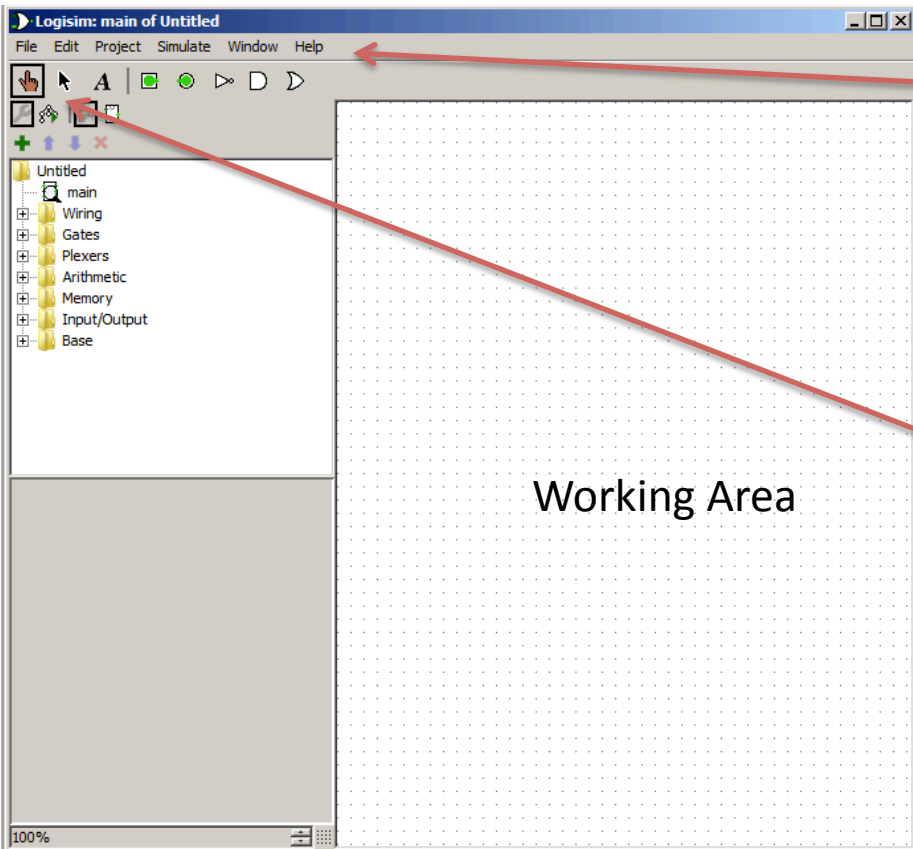 Logisim: main of Untitled
File Edit Project Simulate Window Help
A
Untitled
main
Wiring
Gates
Plexers
Arithmetic
Memory
Input/Output
Base
Working Area
100%